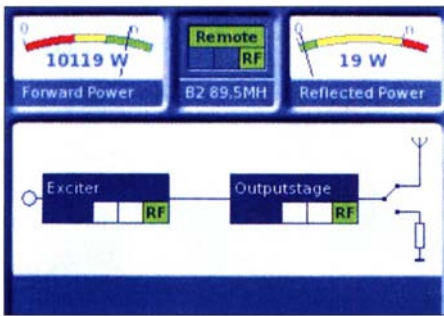 0 n
10119 W
Forward Power
Remote
RF
B2 89,5MH
0 n
19 W
Reflected Power
Exciter
RF
Outputstage
RF